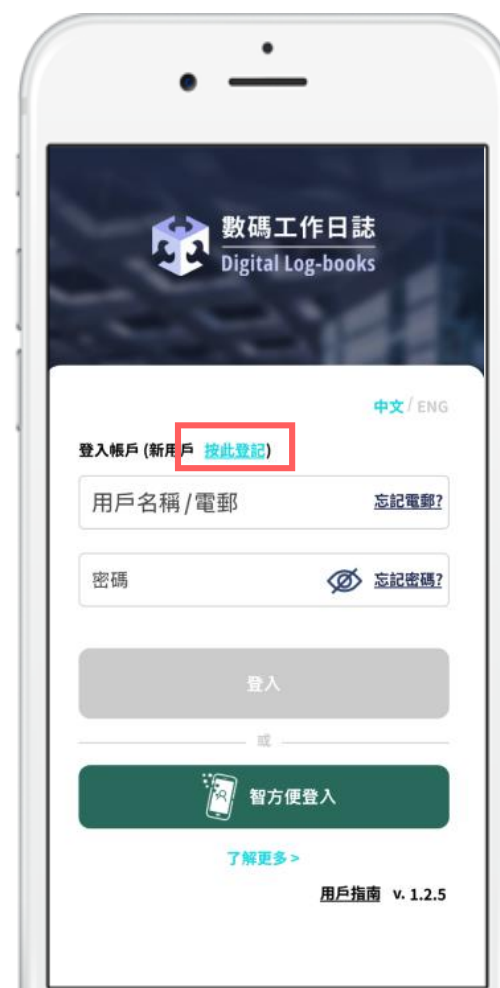 數碼工作日誌
Digital Log-books
中文 / ENG
登入帳戶 (新用戶 按此登記)
用戶名稱/電郵 忘記電郵?
密碼 忘記密碼?
登入
或
智方便登入
了解更多 >
用戶指南 v. 1.2.5